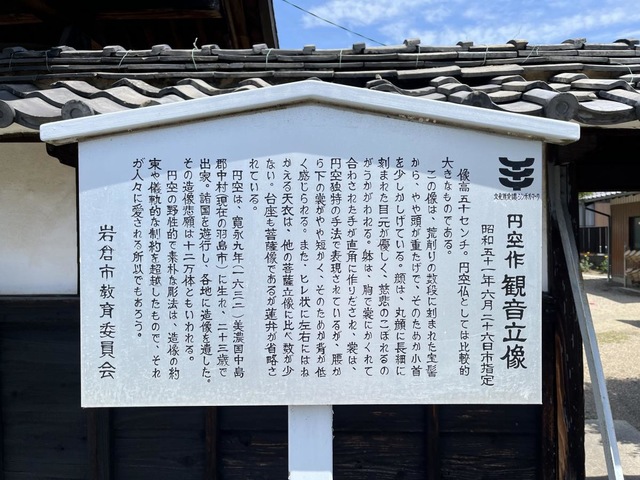 文化財愛護シンボルマーク
円空作 観音立像
昭和五十一年六月二十六日市指定
像高五十センチ。円空仏としては比較的
大きなものである。
この像は、荒削りの数段に刻まれた宝髻
から、やや頭が重たげで、そのためか小首
を少しかしげている。顔は、丸顔に長細に
刻まれた目元が優しく、慈悲のこぼれるの
がうかがわれる。躰は、胸で裳にかくれて
合わされた手が直角に作りだされ、裳は、
円空独特の手法で表現されているが、腰か
ら下の裳がやや短かく、そのためか背が低
く感じられる。また、ヒレ状に左右にはね
かえる天衣は、他の菩薩立像に比べ数が少
ない。台座も菩薩像であるが蓮弁が省略さ
れている。
円空は、寛永九年(一六三二)美濃国中島
郡中村(現在の羽島市)に生れ、二十三歳で
出家。諸国を遊行し、各地に造像を遺した。
その造像悲願は十二万体ともいわれる。
円空の野性的で素朴な彫法は、造像の約
束や儀軌的な制約を超越したもので、それ
が人々に愛される所以でもあろう。
岩倉市教育委員会